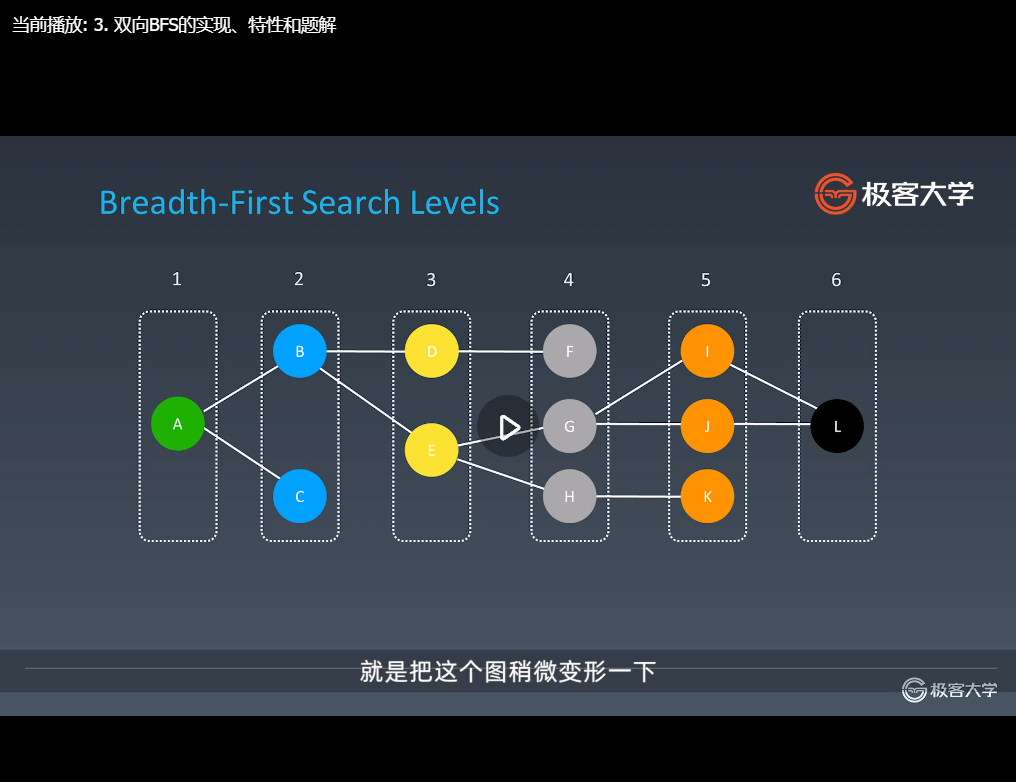 当前播放: 3. 双向BFS的实现、特性和题解
Breadth-First Search Levels
极客大学
1 2 3 4 5 6
B D F I
A G J L
E
C H K
就是把这个图稍微变形一下
极客大学